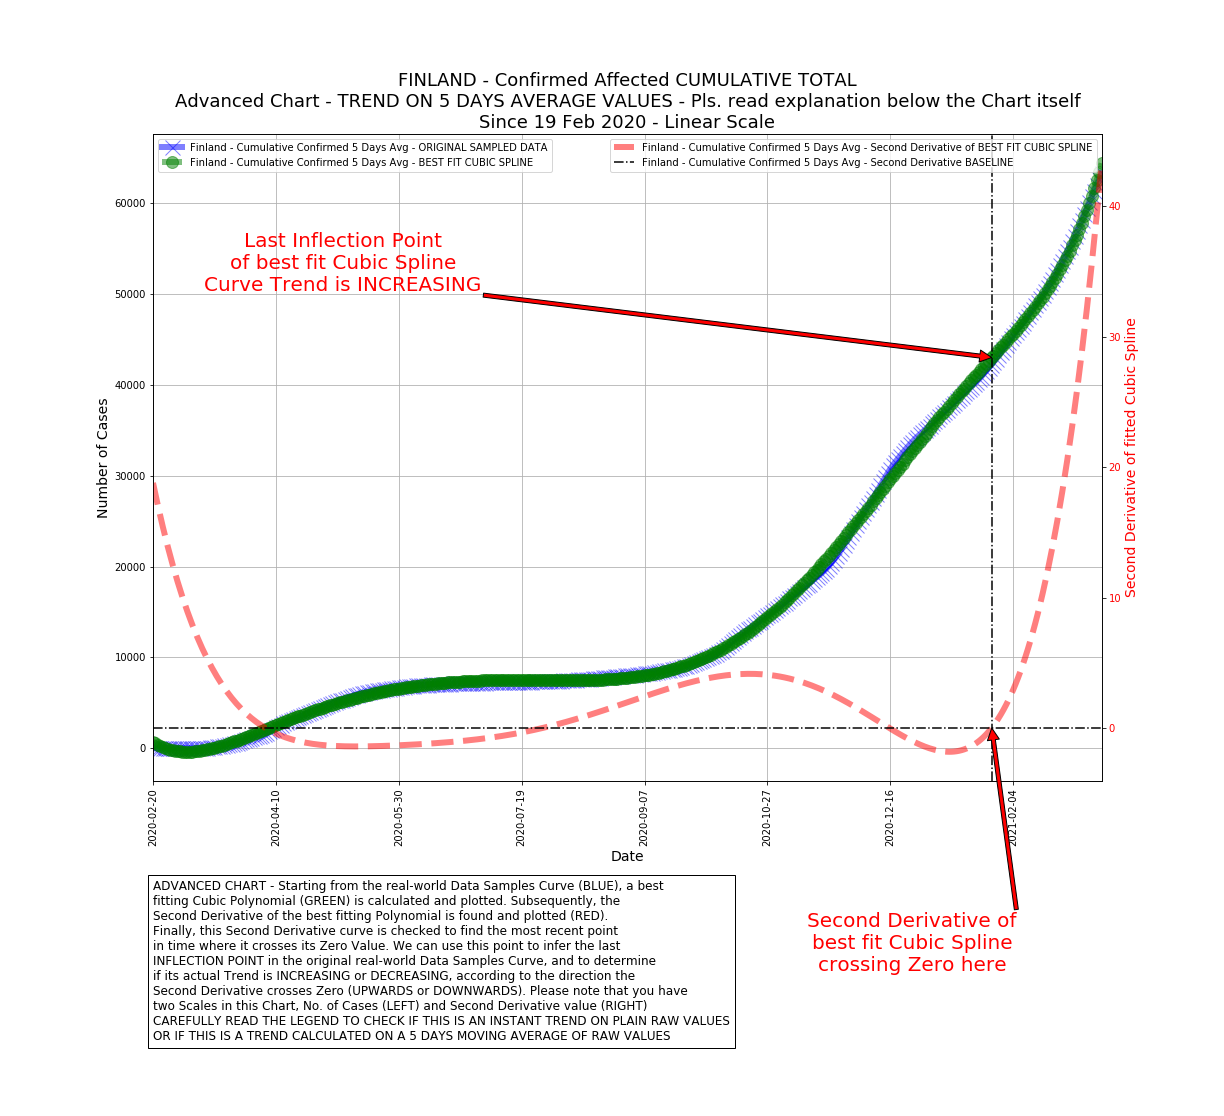 FINLAND - Confirmed Affected CUMULATIVE TOTAL
Advanced Chart - TREND ON 5 DAYS AVERAGE VALUES - Pls. read explanation below the Chart itself
Since 19 Feb 2020 - Linear Scale
Finland - Cumulative Confirmed 5 Days Avg - ORIGINAL SAMPLED DATA
Finland - Cumulative Confirmed 5 Days Avg - BEST FIT CUBIC SPLINE
Finland - Cumulative Confirmed 5 Days Avg - Second Derivative of BEST FIT CUBIC SPLINE
Finland - Cumulative Confirmed 5 Days Avg - Second Derivative BASELINE
Last Inflection Point
of best fit Cubic Spline
Curve Trend is INCREASING
Number of Cases
60000
50000
40000
30000
20000
10000
0
40
30
20
10
0
Second Derivative of fitted Cubic Spline
2020-02-20
2020-04-10
2020-05-30
2020-07-19
2020-09-07
2020-10-27
2020-12-16
2021-02-04
Date
ADVANCED CHART - Starting from the real-world Data Samples Curve (BLUE), a best
fitting Cubic Polynomial (GREEN) is calculated and plotted. Subsequently, the
Second Derivative of the best fitting Polynomial is found and plotted (RED).
Finally, this Second Derivative curve is checked to find the most recent point
in time where it crosses its Zero Value. We can use this point to infer the last
INFLECTION POINT in the original real-world Data Samples Curve, and to determine
if its actual Trend is INCREASING or DECREASING, according to the direction the
Second Derivative crosses Zero (UPWARDS or DOWNWARDS). Please note that you have
two Scales in this Chart, No. of Cases (LEFT) and Second Derivative value (RIGHT)
CAREFULLY READ THE LEGEND TO CHECK IF THIS IS AN INSTANT TREND ON PLAIN RAW VALUES
OR IF THIS IS A TREND CALCULATED ON A 5 DAYS MOVING AVERAGE OF RAW VALUES
Second Derivative of
best fit Cubic Spline
crossing Zero here